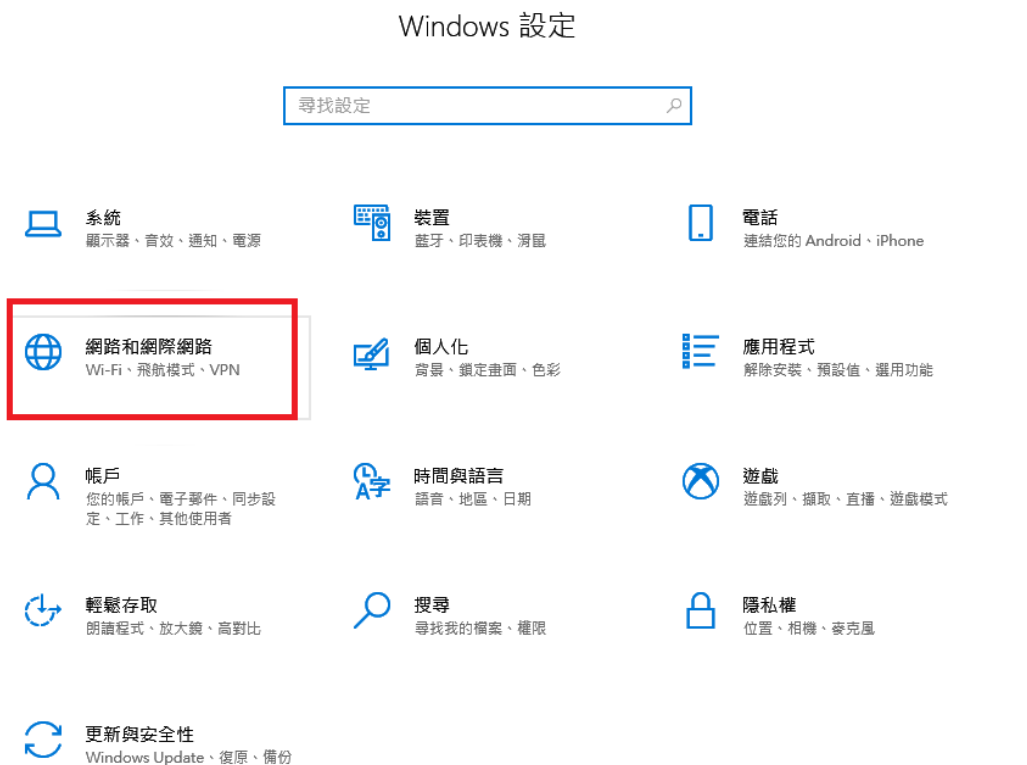 Windows 設定
尋找設定
系統
顯示器、音效、通知、電源
裝置
藍牙、印表機、滑鼠
電話
連結您的 Android、iPhone
網路和網際網路
Wi-Fi、飛航模式、VPN
個人化
背景、鎖定畫面、色彩
應用程式
解除安裝、預設值、選用功能
帳戶
您的帳戶、電子郵件、同步設
定、工作、其他使用者
時間與語言
語音、地區、日期
遊戲
遊戲列、擷取、直播、遊戲模式
輕鬆存取
朗讀程式、放大鏡、高對比
搜尋
尋找我的檔案、權限
隱私權
位置、相機、麥克風
更新與安全性
Windows Update、復原、備份